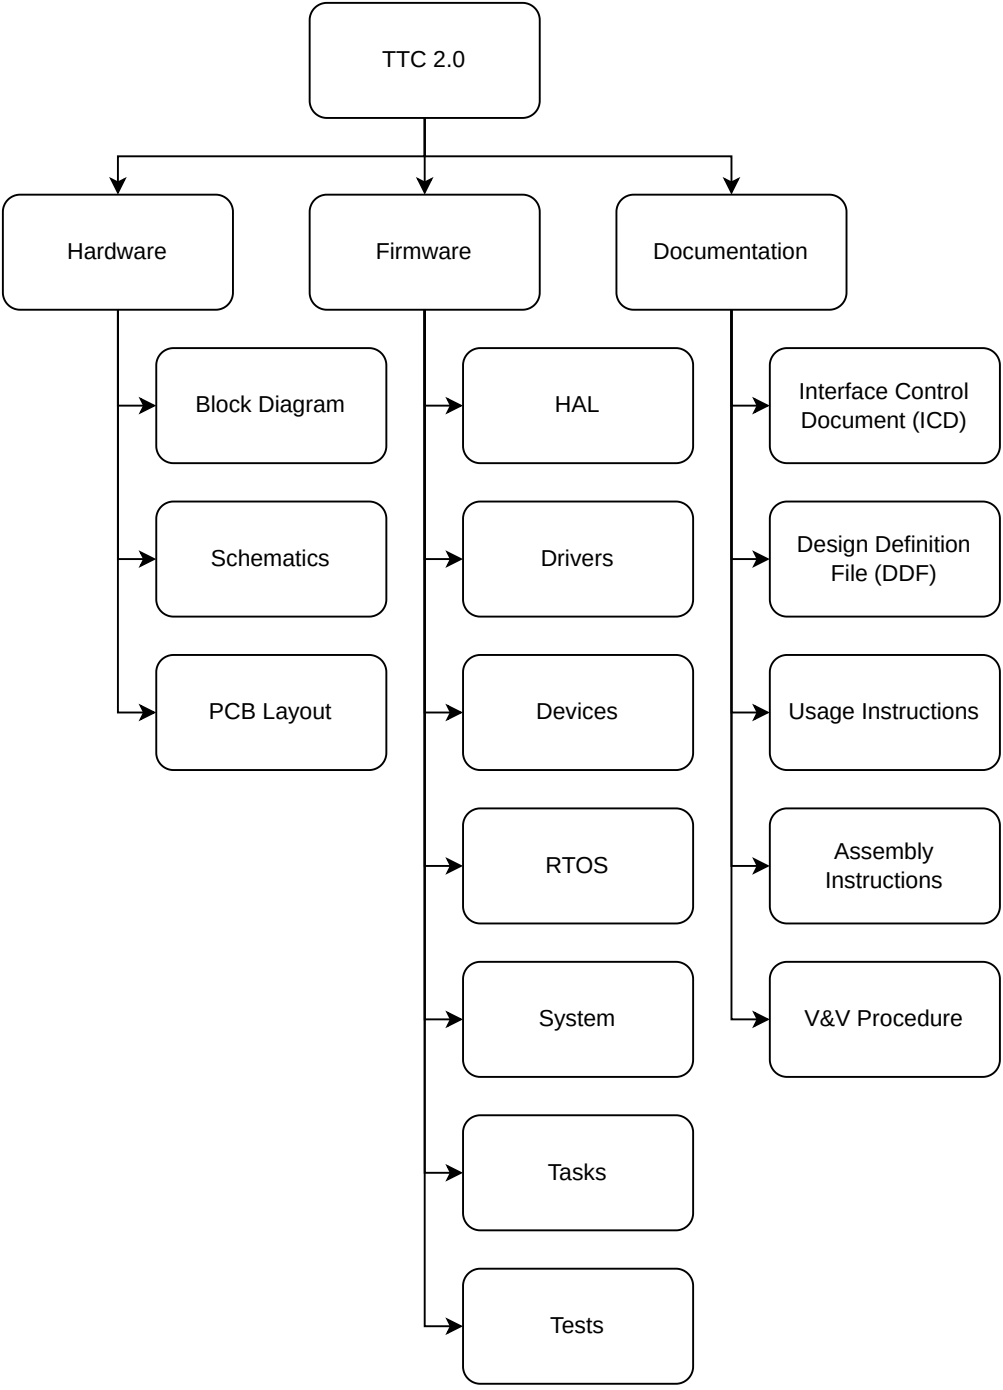 TTC 2.0
Hardware
Firmware
Documentation
Block Diagram
Schematics
PCB Layout
HAL
Drivers
Devices
RTOS
System
Tasks
Tests
Interface Control
Document (ICD)
Design Definition
File (DDF)
Usage Instructions
Assembly
Instructions
V&V Procedure